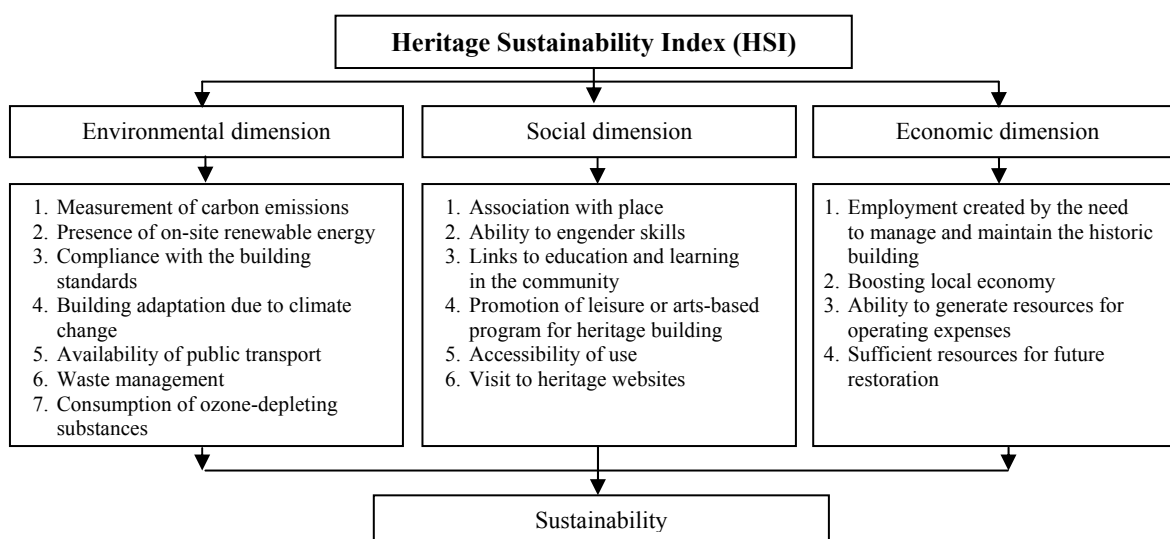 Heritage Sustainability Index (HSI)
Environmental dimension
Social dimension
Economic dimension
1. Measurement of carbon emissions
2. Presence of on-site renewable energy
3. Compliance with the building
standards
4. Building adaptation due to climate
change
5. Availability of public transport
6. Waste management
7. Consumption of ozone-depleting
substances
1. Association with place
2. Ability to engender skills
3. Links to education and learning
in the community
4. Promotion of leisure or arts-based
program for heritage building
5. Accessibility of use
6. Visit to heritage websites
1. Employment created by the need
to manage and maintain the historic
building
2. Boosting local economy
3. Ability to generate resources for
operating expenses
4. Sufficient resources for future
restoration
Sustainability